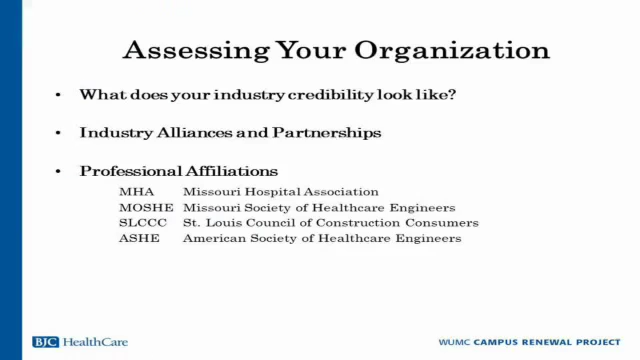 Assessing Your Organization
• What does your industry credibility look like?
• Industry Alliances and Partnerships
• Professional Affiliations
MHA Missouri Hospital Association
MOSHE Missouri Society of Healthcare Engineers
SLCCC St. Louis Council of Construction Consumers
ASHE American Society of Healthcare Engineers
BJC HealthCare
WUMC CAMPUS RENEWAL PROJECT